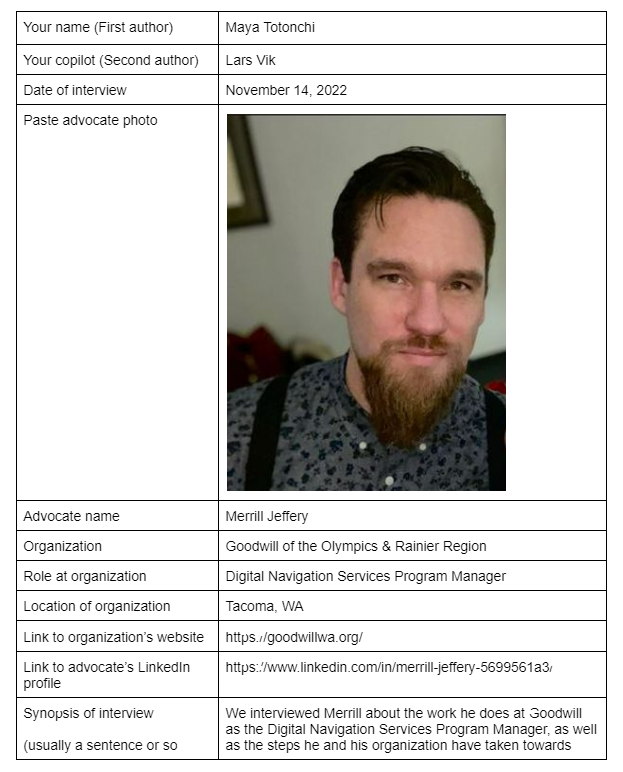 Your name (First author) Maya Totonchi
Your copilot (Second author) Lars Vik
Date of interview November 14, 2022
Paste advocate photo
Advocate name Merrill Jeffery
Organization Goodwill of the Olympics & Rainier Region
Role at organization Digital Navigation Services Program Manager
Location of organization Tacoma, WA
Link to organization's website https://goodwillwa.org/
Link to advocate's LinkedIn profile https://www.linkedin.com/in/merrill-jeffery-5699561a3/
Synopsis of interview
(usually a sentence or so
We interviewed Merrill about the work he does at Goodwill
as the Digital Navigation Services Program Manager, as well
as the steps he and his organization have taken towards